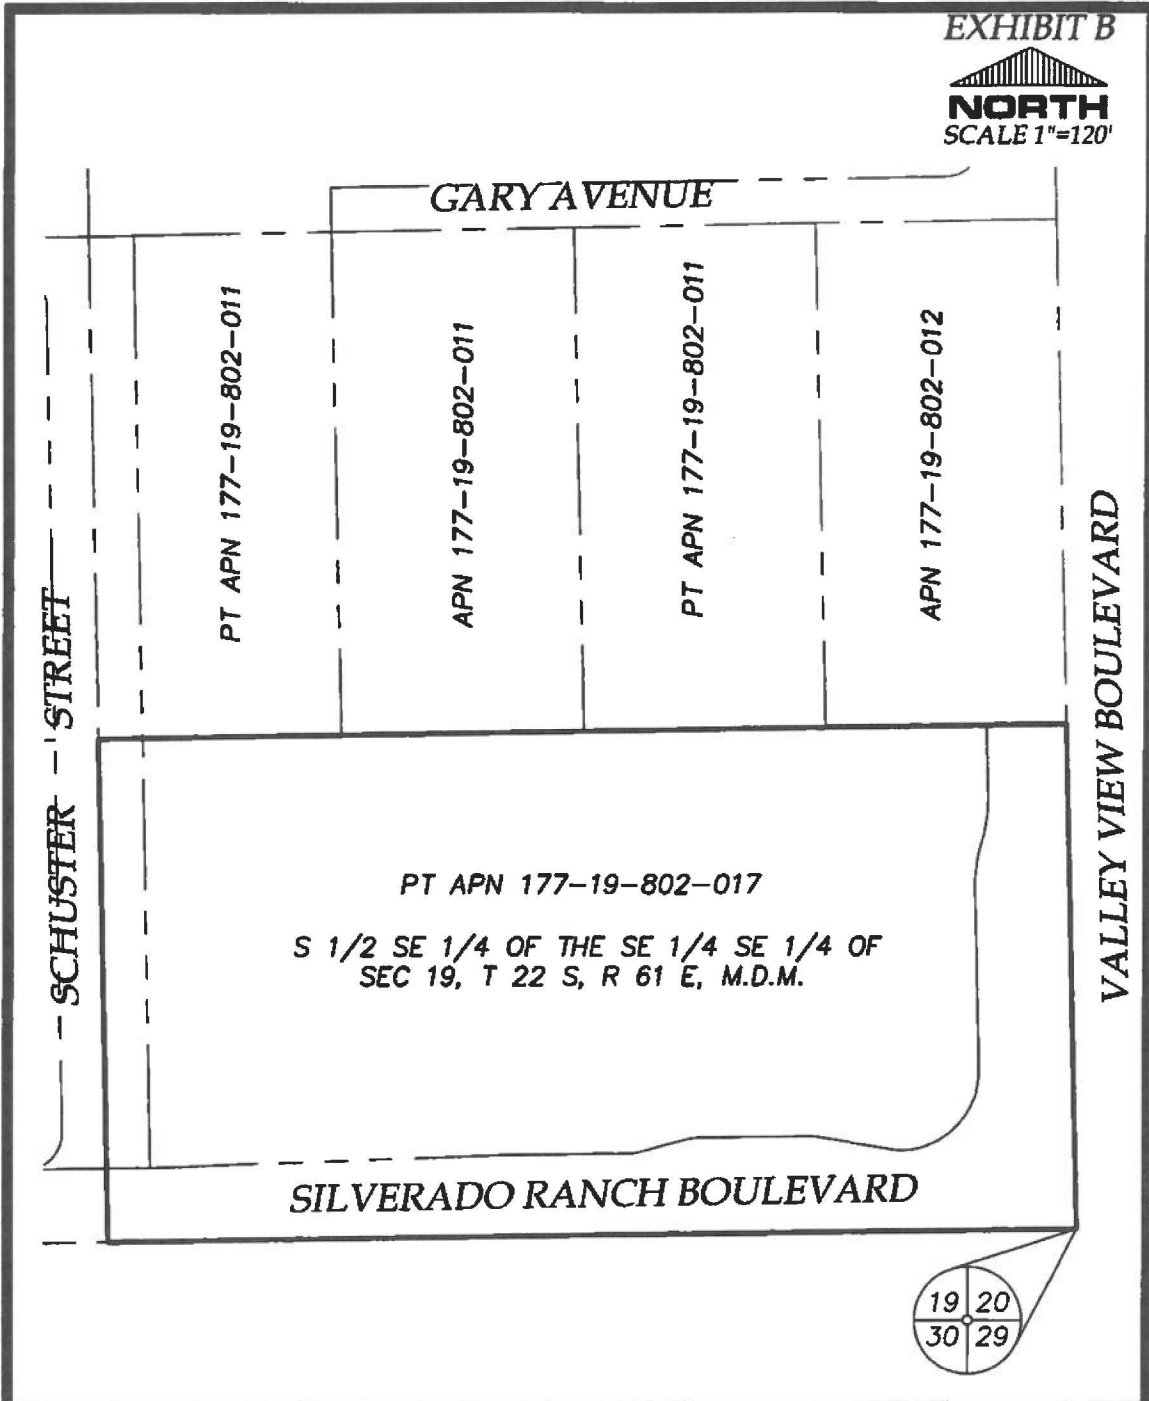 EXHIBIT B
NORTH
SCALE 1"=120'
GARY AVENUE
PT APN 177-19-802-011
APN 177-19-802-011
PT APN 177-19-802-011
APN 177-19-802-012
SCHUSTER STREET
VALLEY VIEW BOULEVARD
PT APN 177-19-802-017
S 1/2 SE 1/4 OF THE SE 1/4 SE 1/4 OF
SEC 19, T 22 S, R 61 E, M.D.M.
SILVERADO RANCH BOULEVARD
19 20
30 29